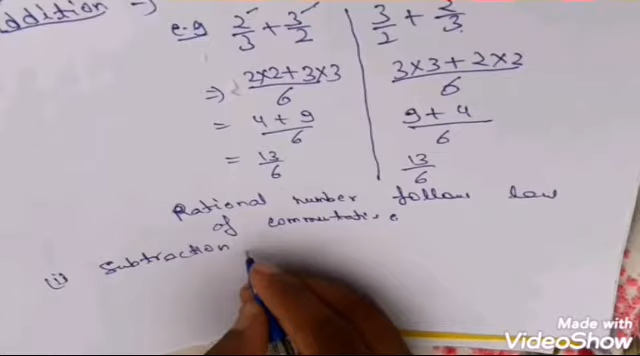 Addition →
e.g 2/3 + 3/2 | 3/2 + 2/3
⇒ 2×2+3×3/6 | 3×3+2×2/6
= 4+9/6 | 9+4/6
= 13/6 | 13/6
Rational number follow law
of commutative
(ii) Subtraction
Made with
VideoShow